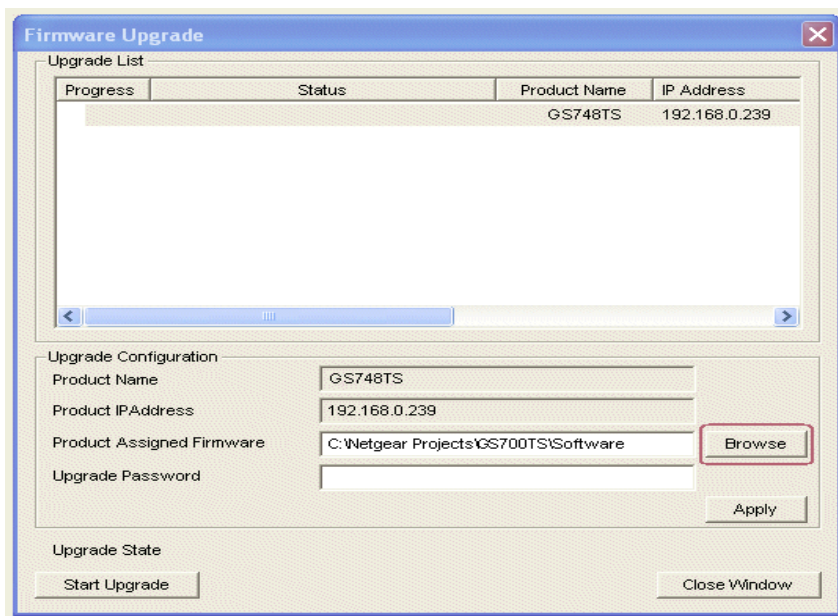 Firmware Upgrade
Upgrade List
Progress Status Product Name IP Address
GS748TS 192.168.0.239
Upgrade Configuration
Product Name GS748TS
Product IPAddress 192.168.0.239
Product Assigned Firmware C:\Netgear Projects\GS700TS\Software Browse
Upgrade Password
Apply
Upgrade State
Start Upgrade Close Window